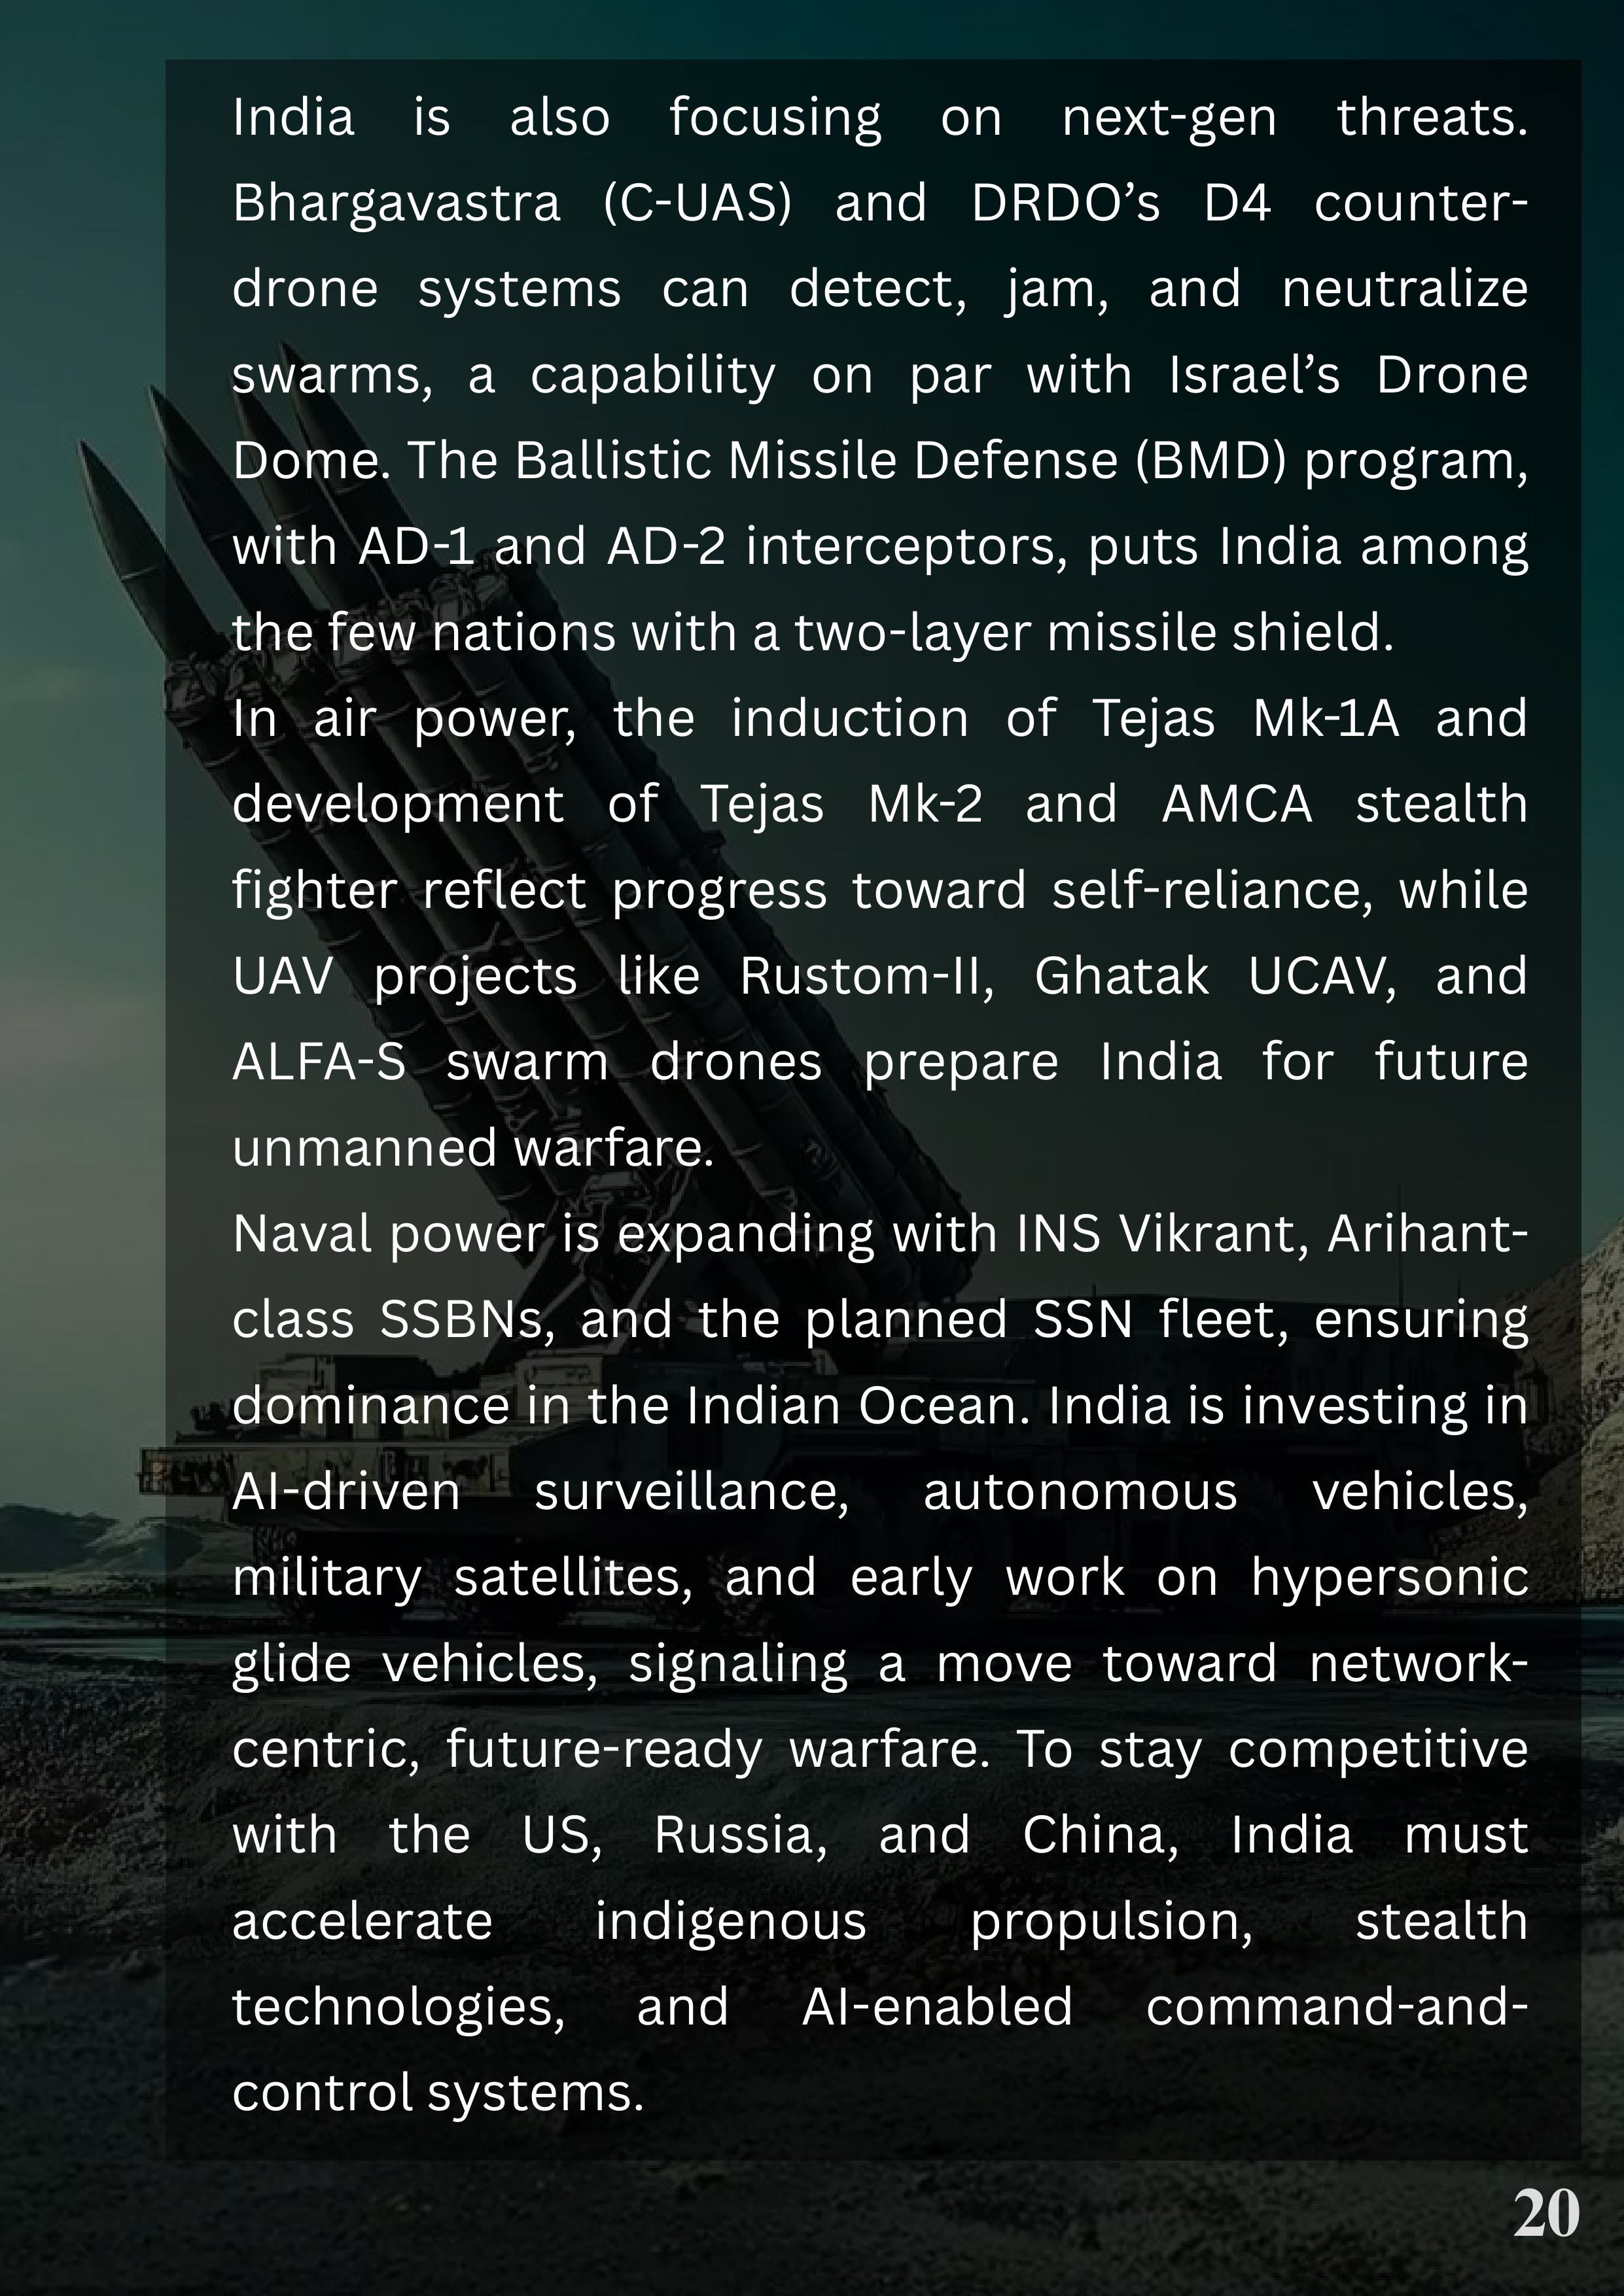 India is also focusing on next-gen threats.
Bhargavastra (C-UAS) and DRDO’s D4 counter-
drone systems can detect, jam, and neutralize
swarms, a capability on par with Israel’s Drone
Dome. The Ballistic Missile Defense (BMD) program,
with AD-1 and AD-2 interceptors, puts India among
the few nations with a two-layer missile shield.
In air power, the induction of Tejas Mk-1A and
development of Tejas Mk-2 and AMCA stealth
fighter reflect progress toward self-reliance, while
UAV projects like Rustom-II, Ghatak UCAV, and
ALFA-S swarm drones prepare India for future
unmanned warfare.
Naval power is expanding with INS Vikrant, Arihant-
class SSBNs, and the planned SSN fleet, ensuring
dominance in the Indian Ocean. India is investing in
AI-driven surveillance, autonomous vehicles,
military satellites, and early work on hypersonic
glide vehicles, signaling a move toward network-
centric, future-ready warfare. To stay competitive
with the US, Russia, and China, India must
accelerate indigenous propulsion, stealth
technologies, and AI-enabled command-and-
control systems.
20